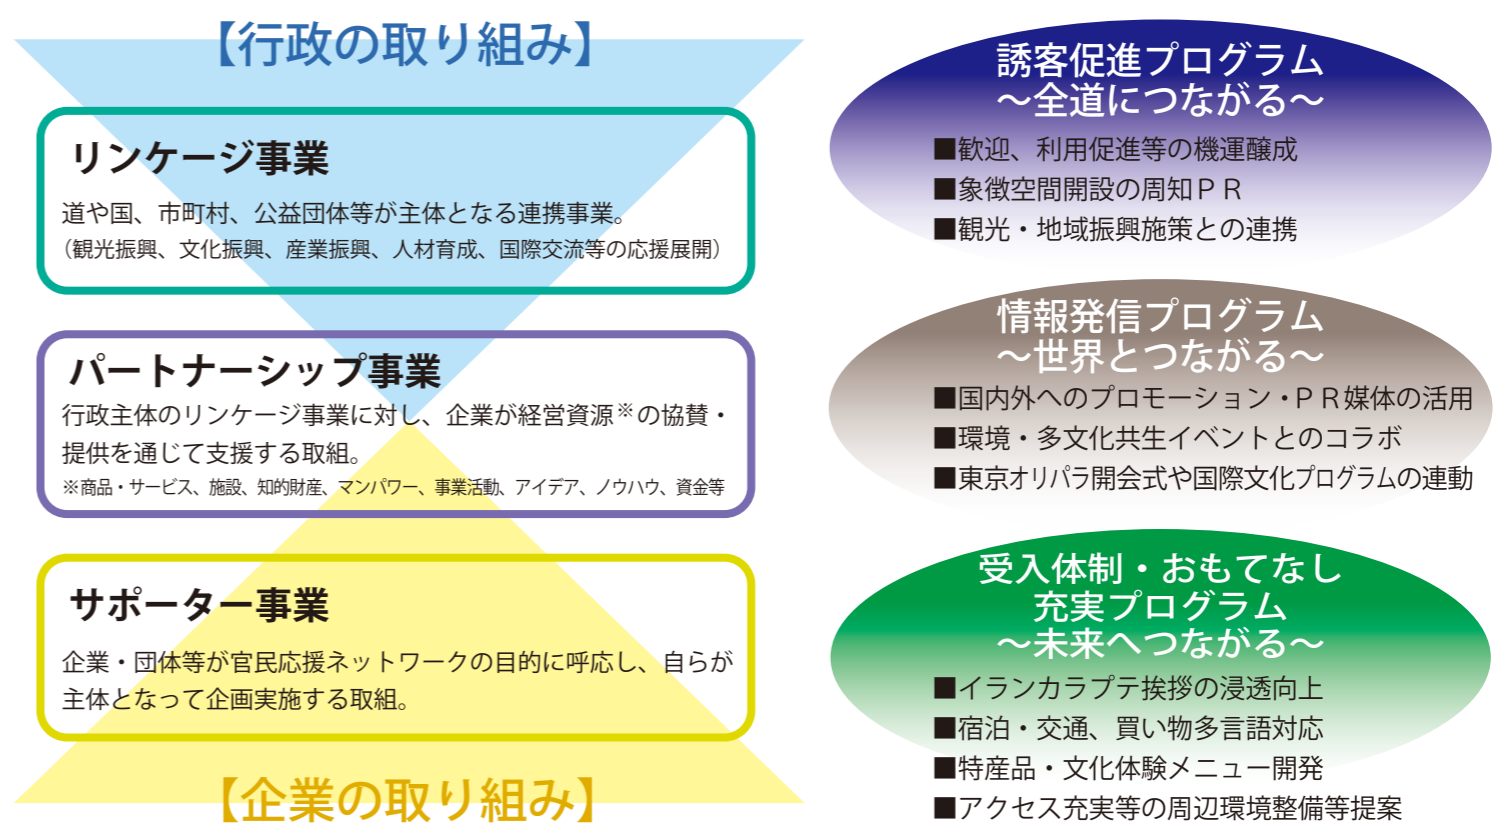 【行政の取り組み】
リンケージ事業
道や国、市町村、公益団体等が主体となる連携事業。
（観光振興、文化振興、産業振興、人材育成、国際交流等の応援展開）
パートナーシップ事業
行政主体のリンケージ事業に対し、企業が経営資源※の協賛・
提供を通じて支援する取組。
※商品・サービス、施設、知的財産、マンパワー、事業活動、アイデア、ノウハウ、資金等
サポーター事業
企業・団体等が官民応援ネットワークの目的に呼応し、自らが
主体となって企画実施する取組。
【企業の取り組み】
誘客促進プログラム
～全道につながる～
■歓迎、利用促進等の機運醸成
■象徴空間開設の周知ＰＲ
■観光・地域振興施策との連携
情報発信プログラム
～世界とつながる～
■国内外へのプロモーション・ＰＲ媒体の活用
■環境・多文化共生イベントとのコラボ
■東京オリパラ開会式や国際文化プログラムの連動
受入体制・おもてなし
充実プログラム
～未来へつながる～
■イランカラプテ挨拶の浸透向上
■宿泊・交通、買い物多言語対応
■特産品・文化体験メニュー開発
■アクセス充実等の周辺環境整備等提案